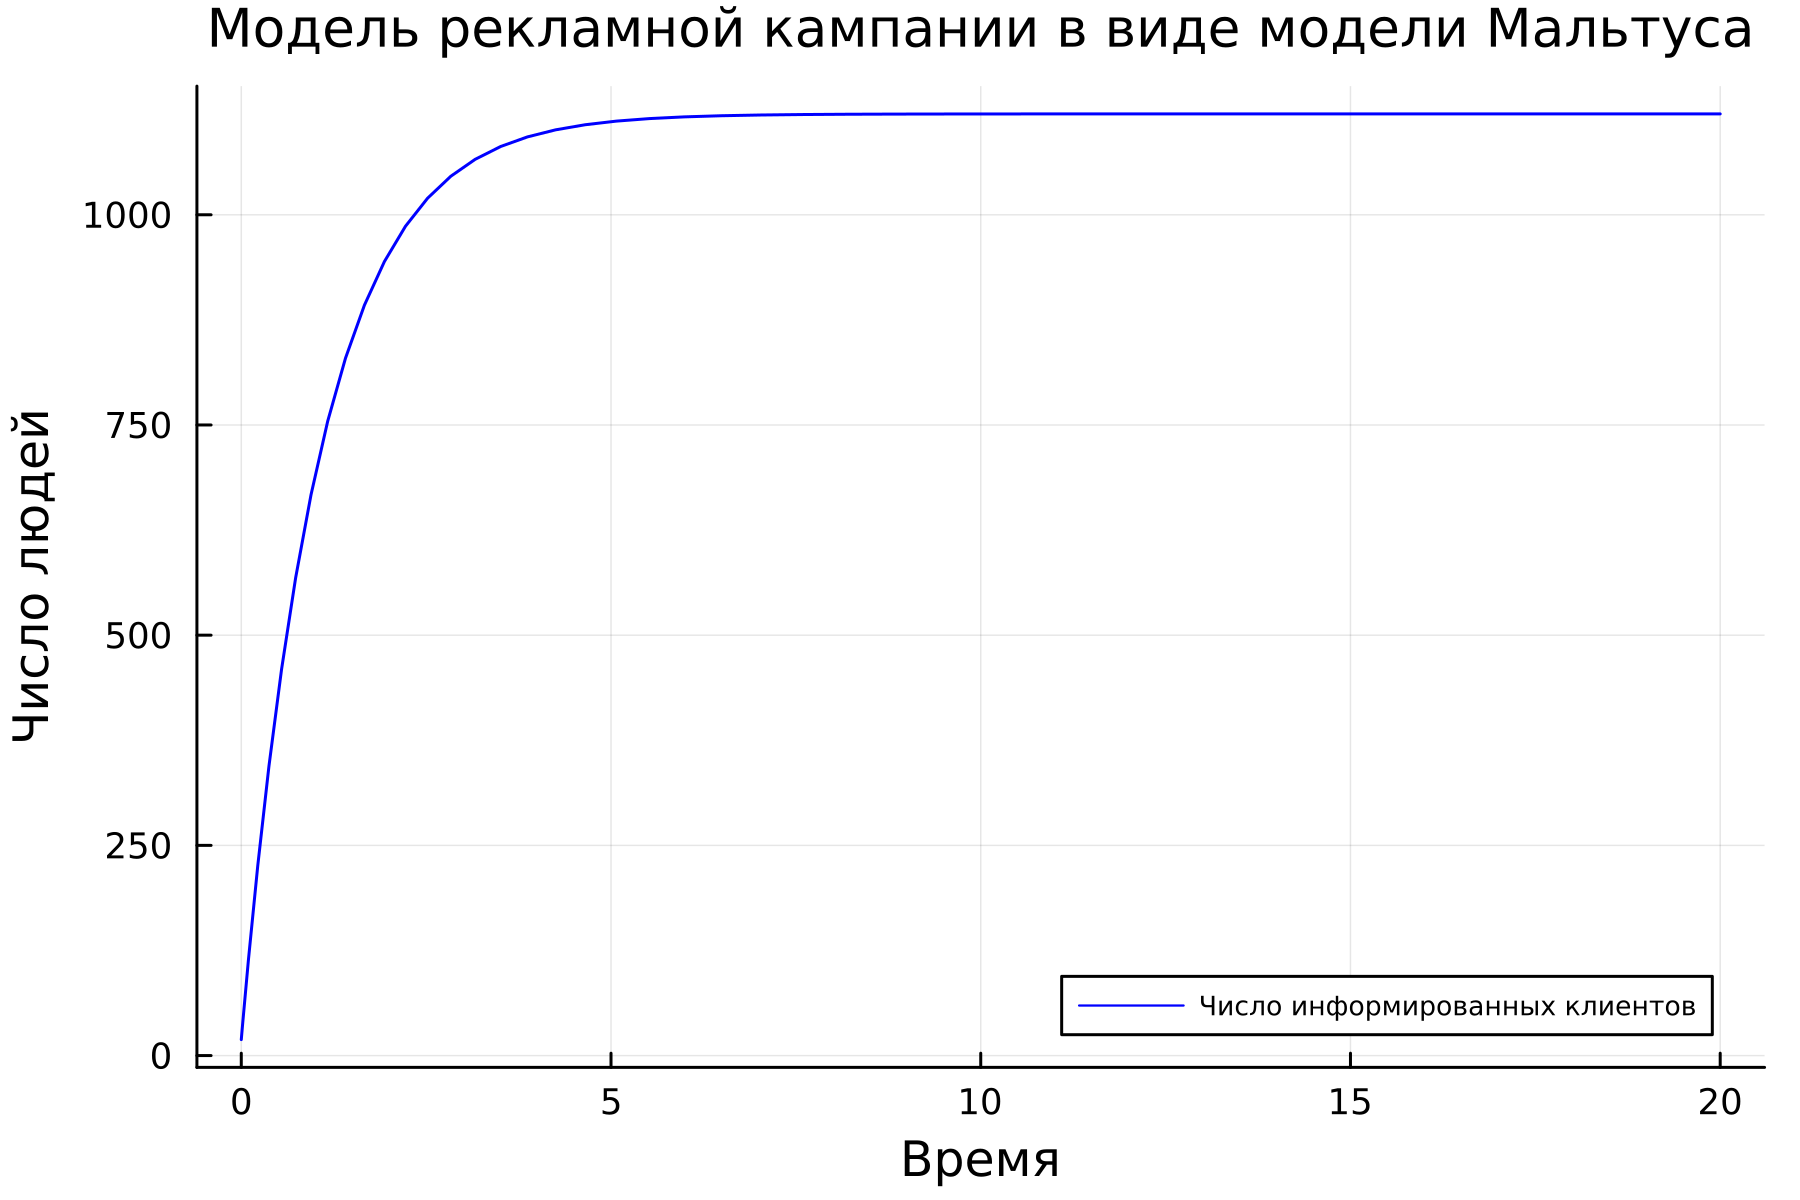 Модель рекламной кампании в виде модели Мальтуса
Число людей
1000
750
500
250
0
Число информированных клиентов
0 5 10 15 20
Время